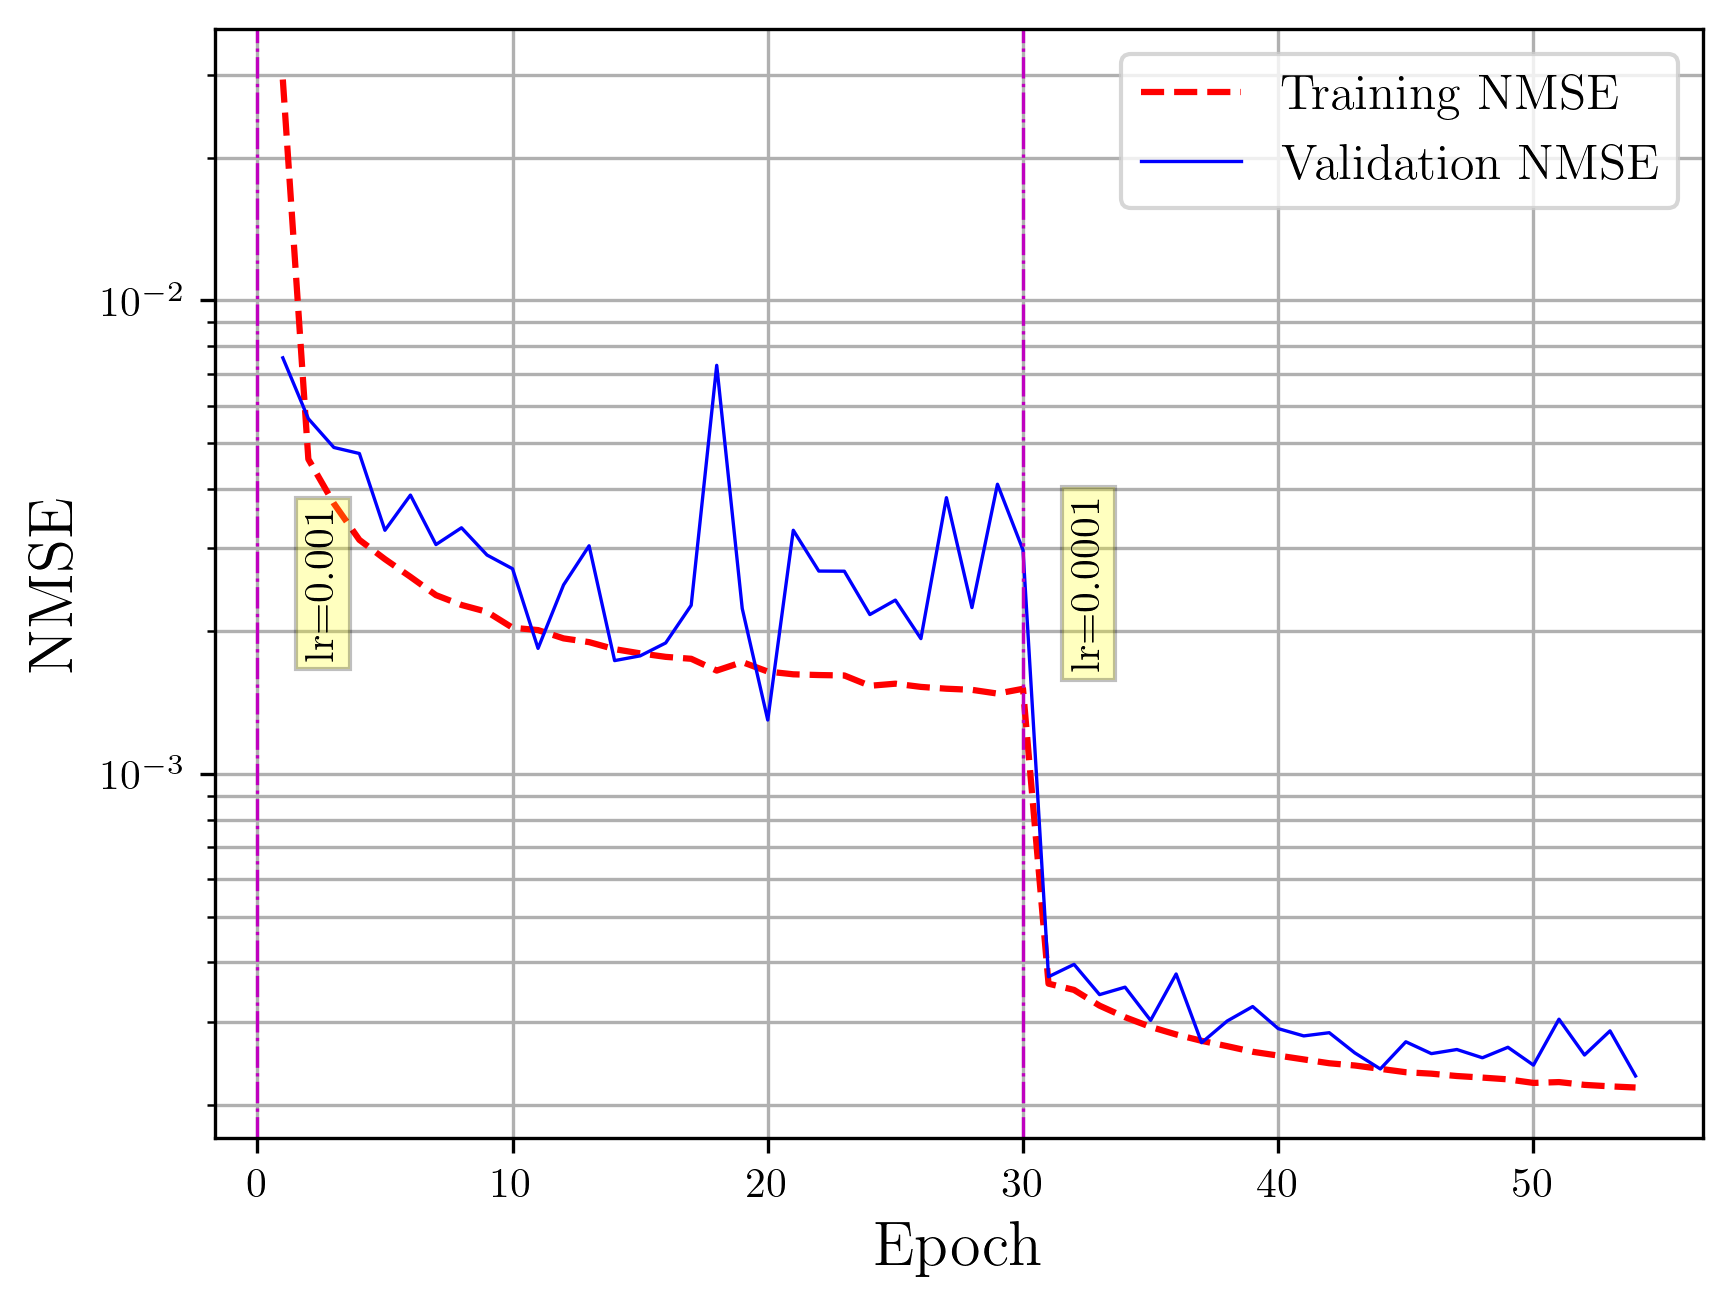 Training NMSE
Validation NMSE
NMSE
10⁻²
10⁻³
lr=0.001
lr=0.0001
0 10 20 30 40 50
Epoch